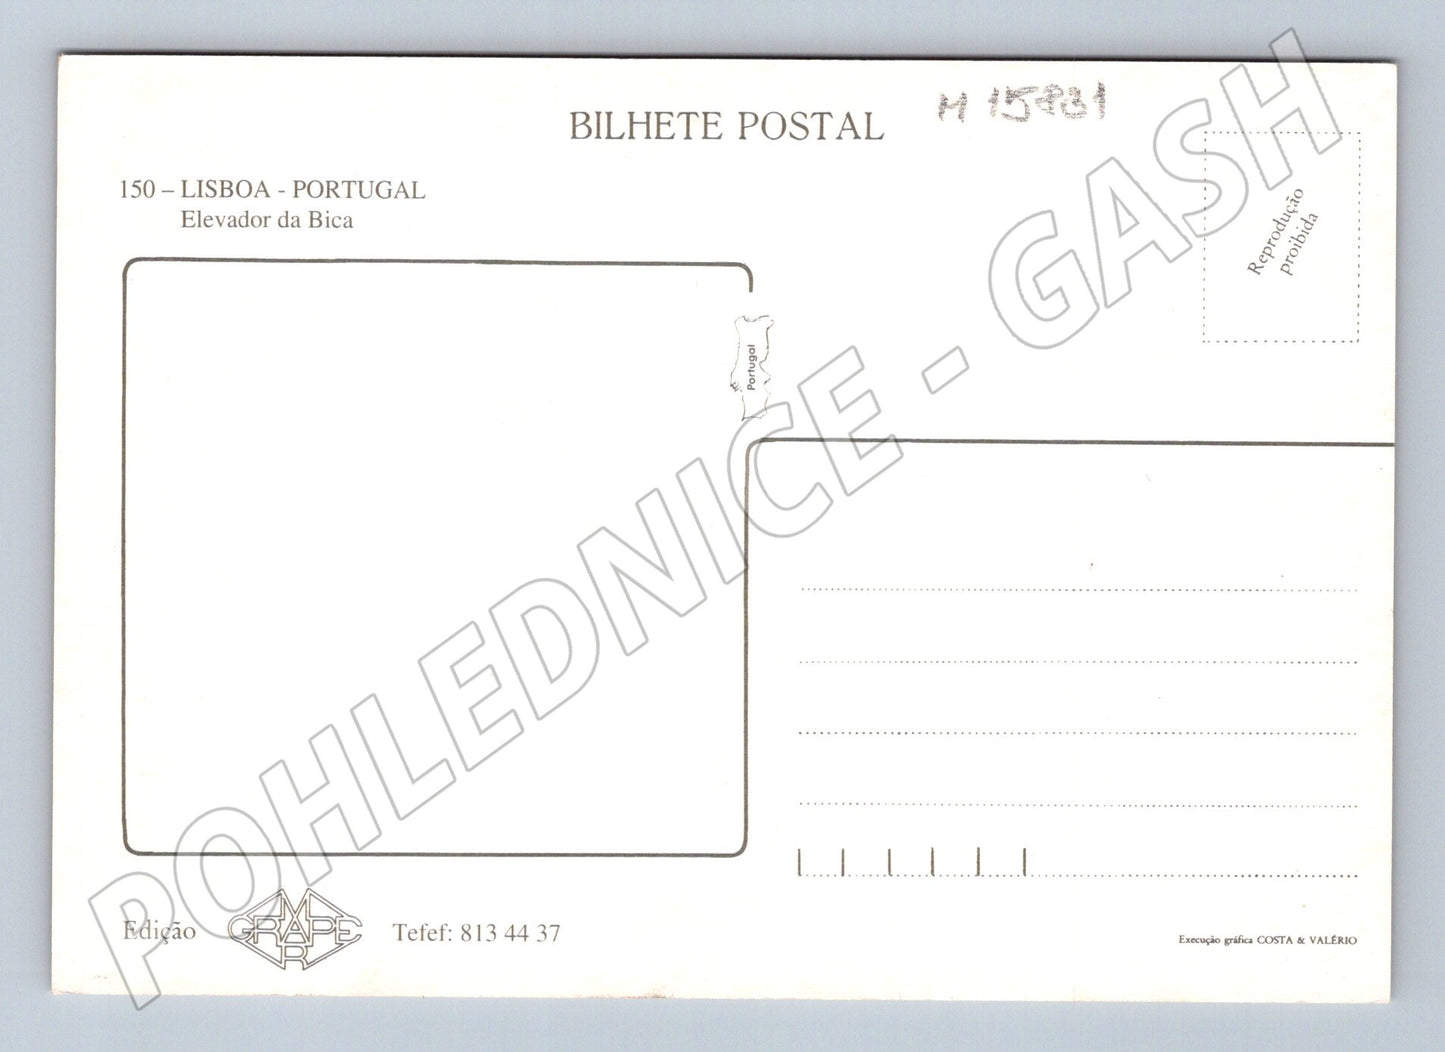 BILHETE POSTAL
M 15831
150 – LISBOA - PORTUGAL
Elevador da Bica
Reprodução
proibida
Portugal
Edição
GRAPE
MAR
Tefef: 813 44 37
Execução gráfica COSTA & VALÉRIO
POHLEDNICE - GASH